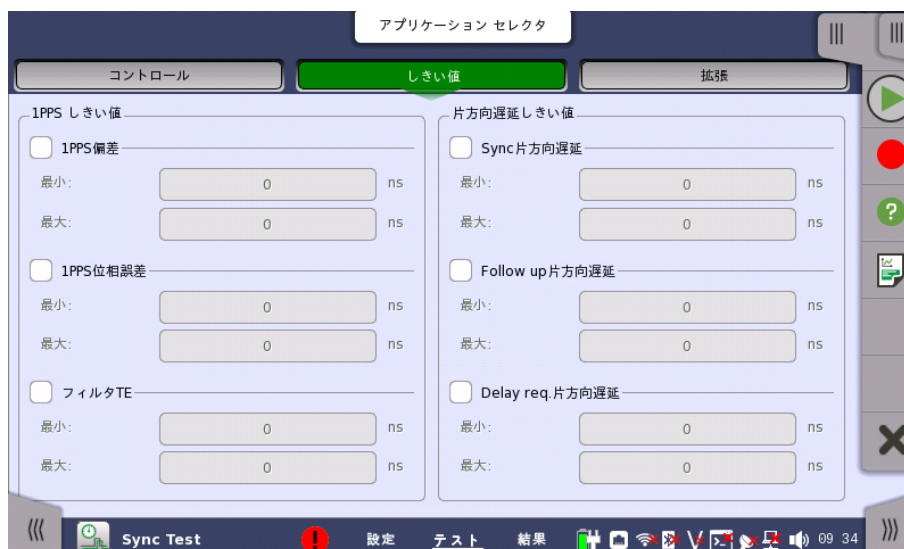 アプリケーション セレクタ
コントロール
しきい値
拡張
1PPS しきい値
1PPS偏差
最小: 0 ns
最大: 0 ns
1PPS位相誤差
最小: 0 ns
最大: 0 ns
フィルタTE
最小: 0 ns
最大: 0 ns
片方向遅延しきい値
Sync片方向遅延
最小: 0 ns
最大: 0 ns
Follow up片方向遅延
最小: 0 ns
最大: 0 ns
Delay req.片方向遅延
最小: 0 ns
最大: 0 ns
Sync Test
設定
テスト
結果
09 34